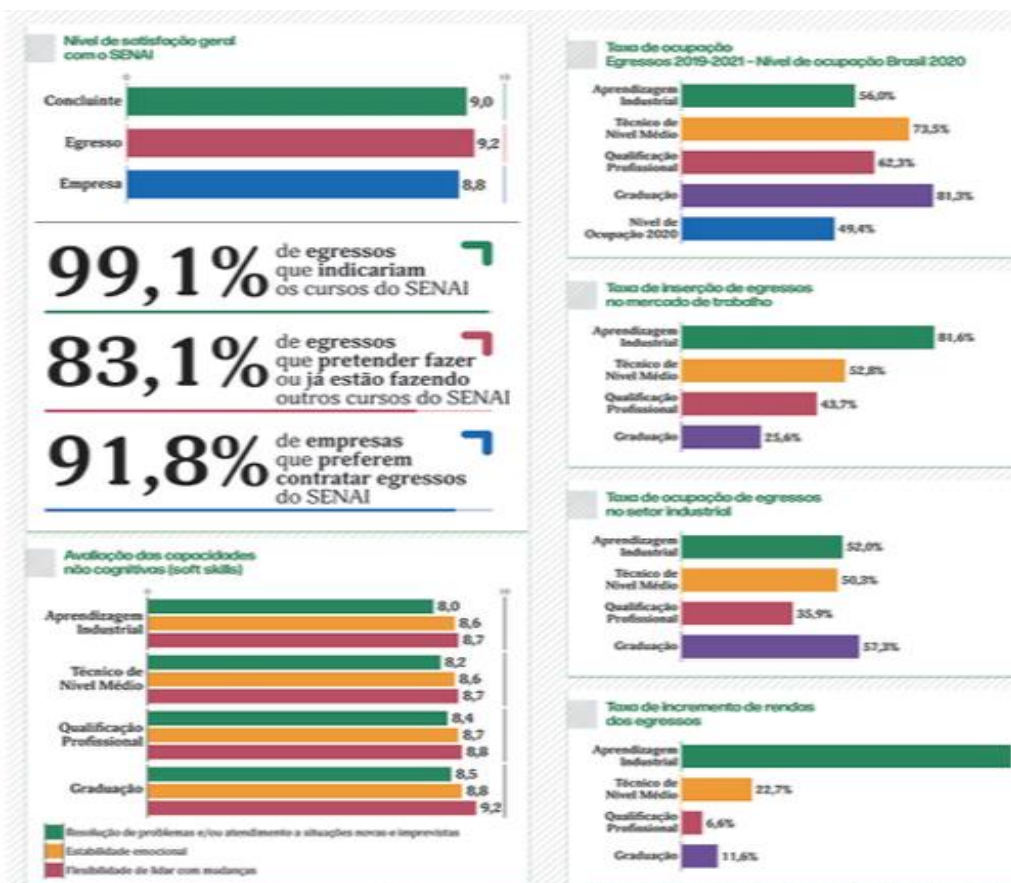 Nível de satisfação geral
com o SENAI
0
10
Concluinte
9,0
Egresso
9,2
Empresa
8,8
99,1%
de egressos
que indicariam
os cursos do SENAI
83,1%
de egressos
que pretender fazer
ou já estão fazendo
outros cursos do SENAI
91,8%
de empresas
que preferem
contratar egressos
do SENAI
Avaliação das capacidades
não cognitivas (soft skills)
0
10
Aprendizagem
Industrial
8,0
8,6
8,7
Técnico de
Nível Médio
8,2
8,6
8,7
Qualificação
Profissional
8,4
8,7
8,8
Graduação
8,5
8,8
9,2
Resolução de problemas e/ou atendimento a situações novas e imprevistas
Estabilidade emocional
Flexibilidade de lidar com mudanças
Taxa de ocupação
Egressos 2019-2021 - Nível de ocupação Brasil 2020
Aprendizagem
Industrial
56,0%
Técnico de
Nível Médio
73,5%
Qualificação
Profissional
62,3%
Graduação
81,3%
Nível de
Ocupação 2020
49,4%
Taxa de inserção de egressos
no mercado de trabalho
Aprendizagem
Industrial
81,6%
Técnico de
Nível Médio
52,8%
Qualificação
Profissional
43,7%
Graduação
25,6%
Taxa de ocupação de egressos
no setor industrial
Aprendizagem
Industrial
52,0%
Técnico de
Nível Médio
50,3%
Qualificação
Profissional
35,9%
Graduação
57,3%
Taxa de incremento de rendas
dos egressos
Aprendizagem
Industrial
Técnico de
Nível Médio
22,7%
Qualificação
Profissional
6,6%
Graduação
11,6%